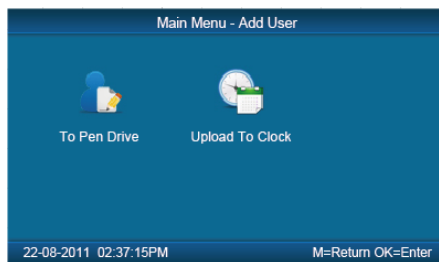 Main Menu - Add User
To Pen Drive Upload To Clock
22-08-2011 02:37:15PM M=Return OK=Enter